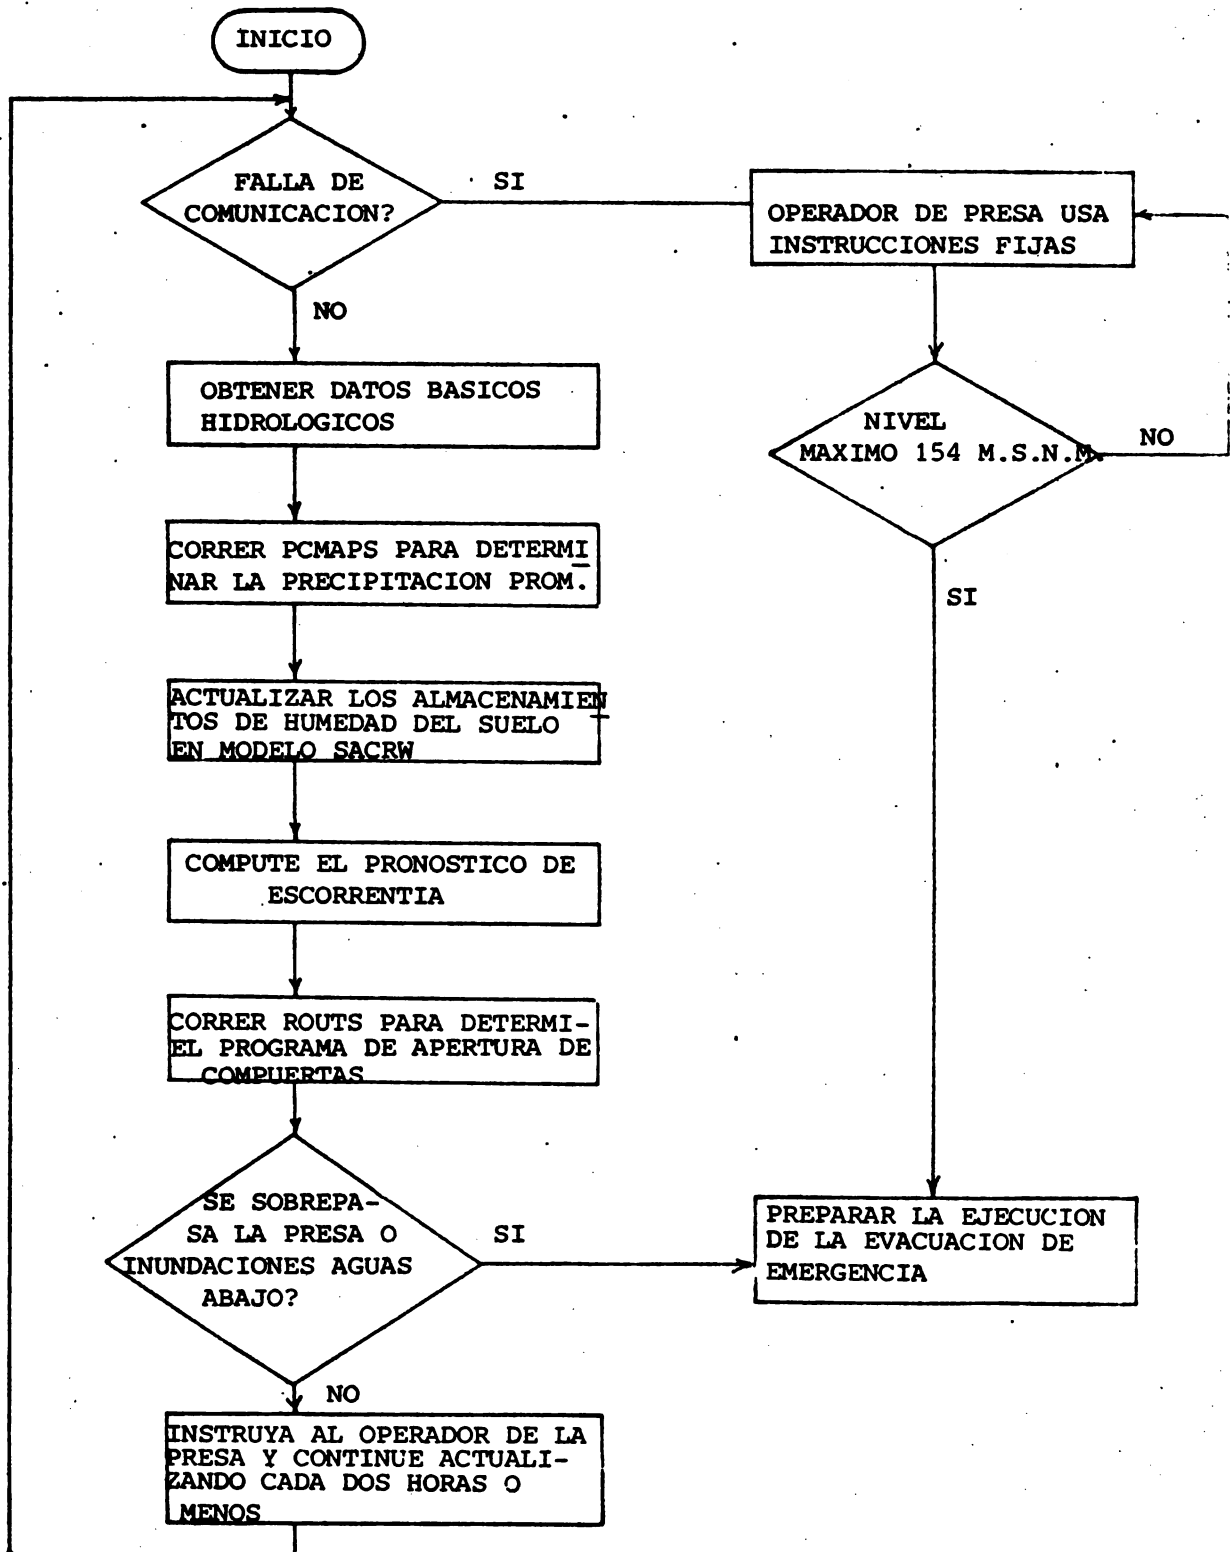 INICIO
FALLA DE
COMUNICACION?
SI
NO
OPERADOR DE PRESA USA
INSTRUCCIONES FIJAS
OBTENER DATOS BASICOS
HIDROLOGICOS
NIVEL
MAXIMO 154 M.S.N.M.
NO
SI
CORRER PCMAPS PARA DETERMI
NAR LA PRECIPITACION PROM.
ACTUALIZAR LOS ALMACENAMIEN
TOS DE HUMEDAD DEL SUELO
EN MODELO SACRW
COMPUTE EL PRONOSTICO DE
ESCORRENTIA
CORRER ROUTS PARA DETERMI-
EL PROGRAMA DE APERTURA DE
COMPUERTAS
SE SOBREPA-
SA LA PRESA O
INUNDACIONES AGUAS
ABAJO?
SI
NO
PREPARAR LA EJECUCION
DE LA EVACUACION DE
EMERGENCIA
INSTRUYA AL OPERADOR DE LA
PRESA Y CONTINUE ACTUALI-
ZANDO CADA DOS HORAS O
MENOS